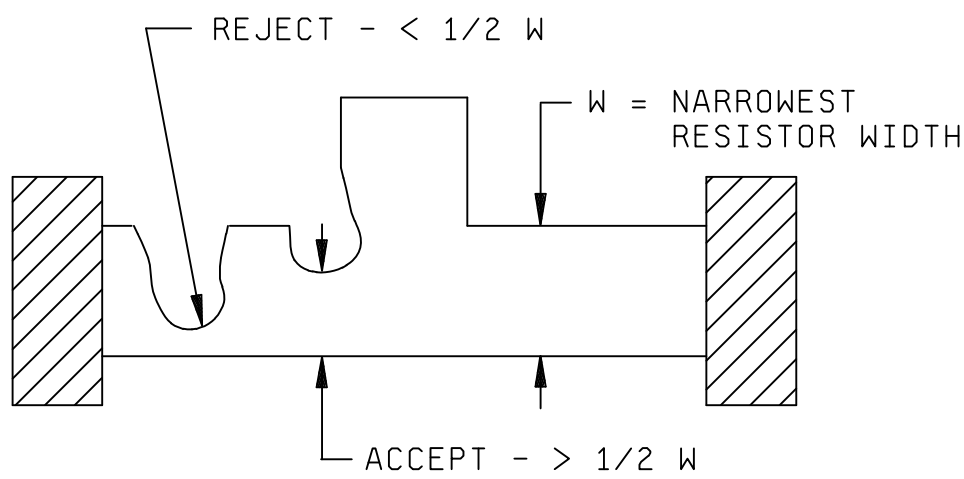 REJECT - < 1/2 W
W = NARROWEST
RESISTOR WIDTH
ACCEPT - > 1/2 W